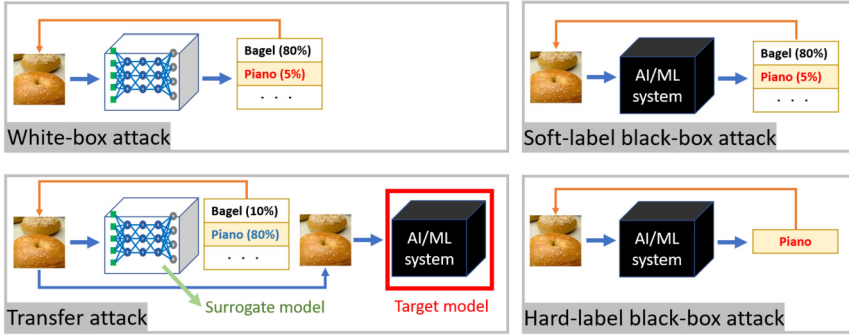 Bagel (80%)
Piano (5%)
. . .
White-box attack
AI/ML
system
Bagel (80%)
Piano (5%)
. . .
Soft-label black-box attack
Bagel (10%)
Piano (80%)
. . .
AI/ML
system
Surrogate model
Target model
Transfer attack
AI/ML
system
Piano
Hard-label black-box attack